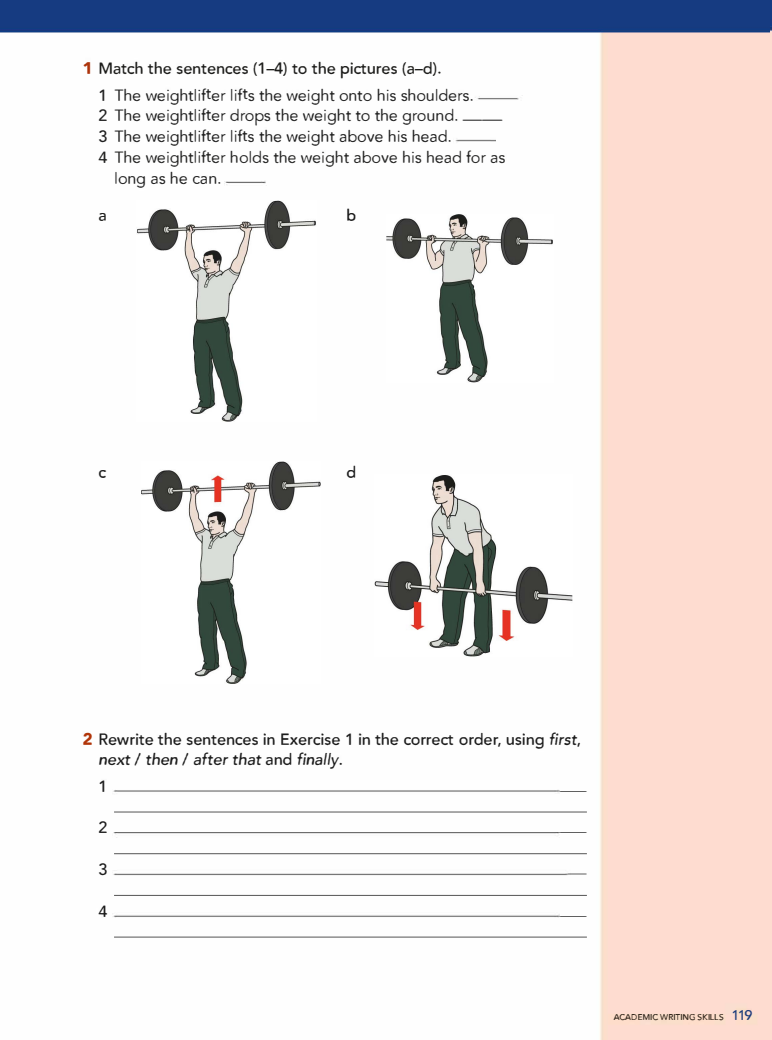 1 Match the sentences (1–4) to the pictures (a–d).
1 The weightlifter lifts the weight onto his shoulders. ____
2 The weightlifter drops the weight to the ground. ____
3 The weightlifter lifts the weight above his head. ____
4 The weightlifter holds the weight above his head for as
long as he can. ____
a
b
c
d
2 Rewrite the sentences in Exercise 1 in the correct order, using first,
next / then / after that and finally.
1
2
3
4
ACADEMIC WRITING SKILLS 119